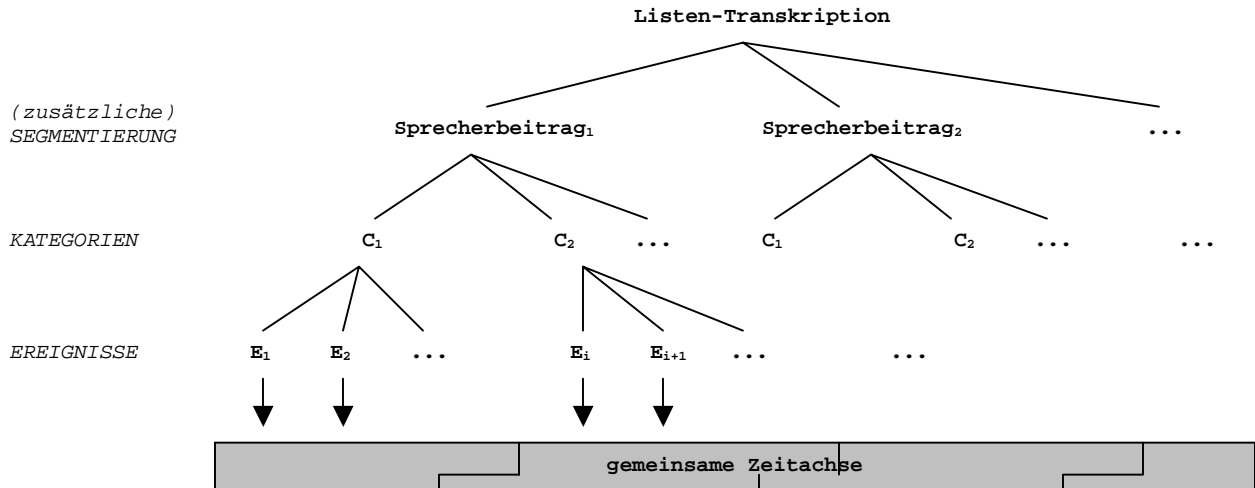 Listen-Transkription
(zusätzliche)
SEGMENTIERUNG
Sprecherbeitrag₁ Sprecherbeitrag₂ ...
KATEGORIEN C₁ C₂ ... C₁ C₂ ... ...
EREIGNISSE E₁ E₂ ... Eᵢ Eᵢ₊₁ ... ...
gemeinsame Zeitachse